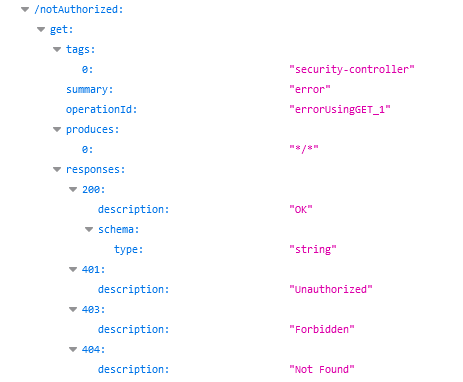 /notAuthorized:
get:
tags:
0: "security-controller"
summary: "error"
operationId: "errorUsingGET_1"
produces:
0: "*/*"
responses:
200:
description: "OK"
schema:
type: "string"
401:
description: "Unauthorized"
403:
description: "Forbidden"
404:
description: "Not Found"